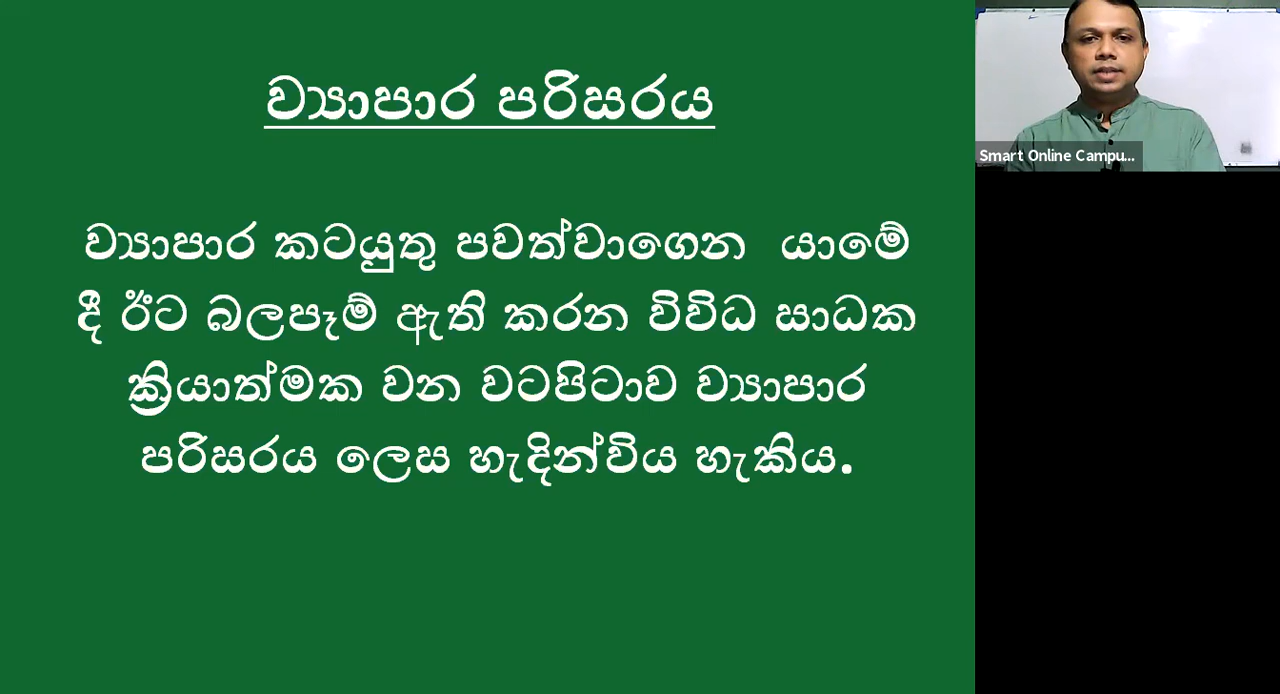 ව්‍යාපාර පරිසරය
ව්‍යාපාර කටයුතු පවත්වාගෙන යාමේ
දී ඊට බලපෑම් ඇති කරන විවිධ සාධක
ක්‍රියාත්මක වන වටපිටාව ව්‍යාපාර
පරිසරය ලෙස හැදින්විය හැකිය.
Smart Online Campu...